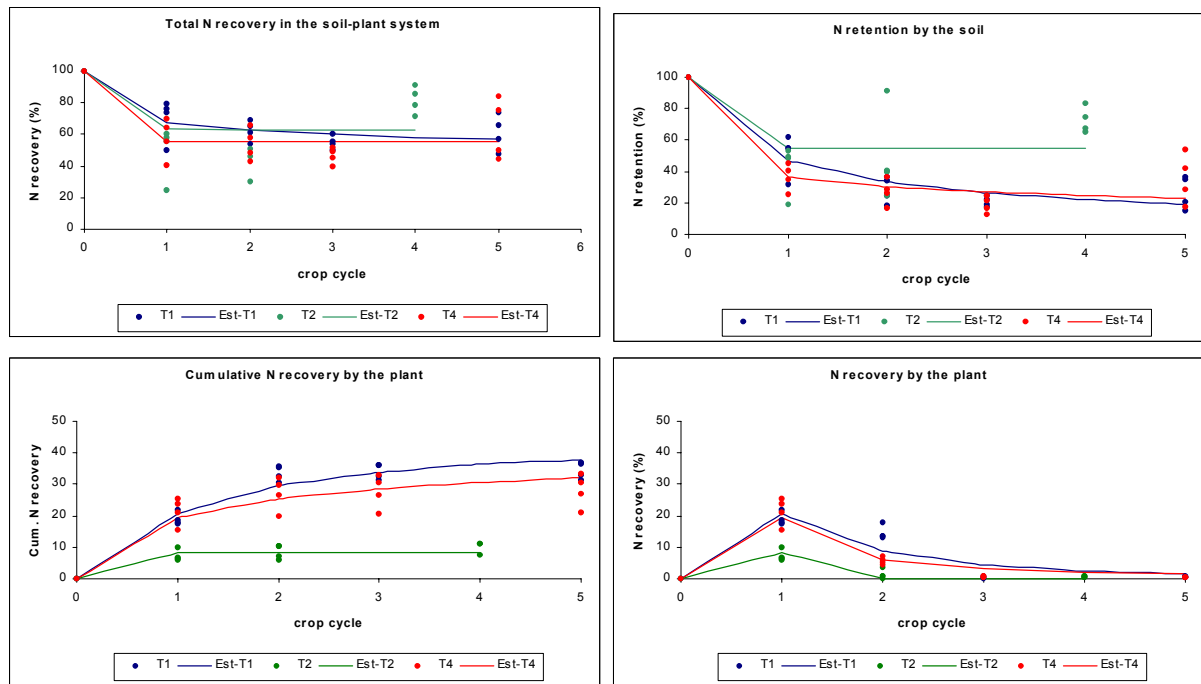 Total N recovery in the soil-plant system
N recovery (%)
100
80
60
40
20
0
0 1 2 3 4 5 6
crop cycle
T1 Est-T1 T2 Est-T2 T4 Est-T4
N retention by the soil
N retention (%)
100
80
60
40
20
0
0 1 2 3 4 5
crop cycle
T1 Est-T1 T2 Est-T2 T4 Est-T4
Cumulative N recovery by the plant
Cum. N recovery
50
40
30
20
10
0
0 1 2 3 4 5
crop cycle
T1 Est-T1 T2 Est-T2 T4 Est-T4
N recovery by the plant
N recovery (%)
50
40
30
20
10
0
0 1 2 3 4 5
crop cycle
T1 Est-T1 T2 Est-T2 T4 Est-T4